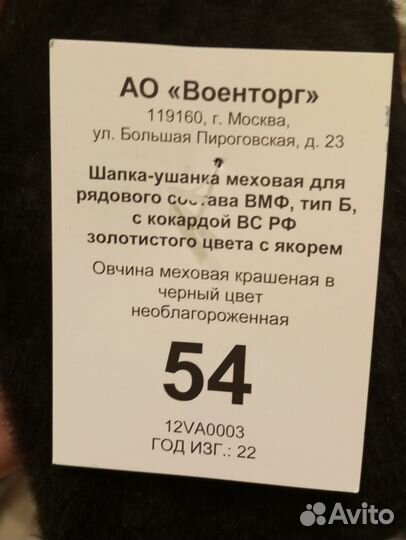 АО «Военторг»
119160, г. Москва,
ул. Большая Пироговская, д. 23
Шапка-ушанка меховая для
рядового состава ВМФ, тип Б,
с кокардой ВС РФ
золотистого цвета с якорем
Овчина меховая крашеная в
черный цвет
необлагороженная
54
12VA0003
ГОД ИЗГ.: 22
Avito